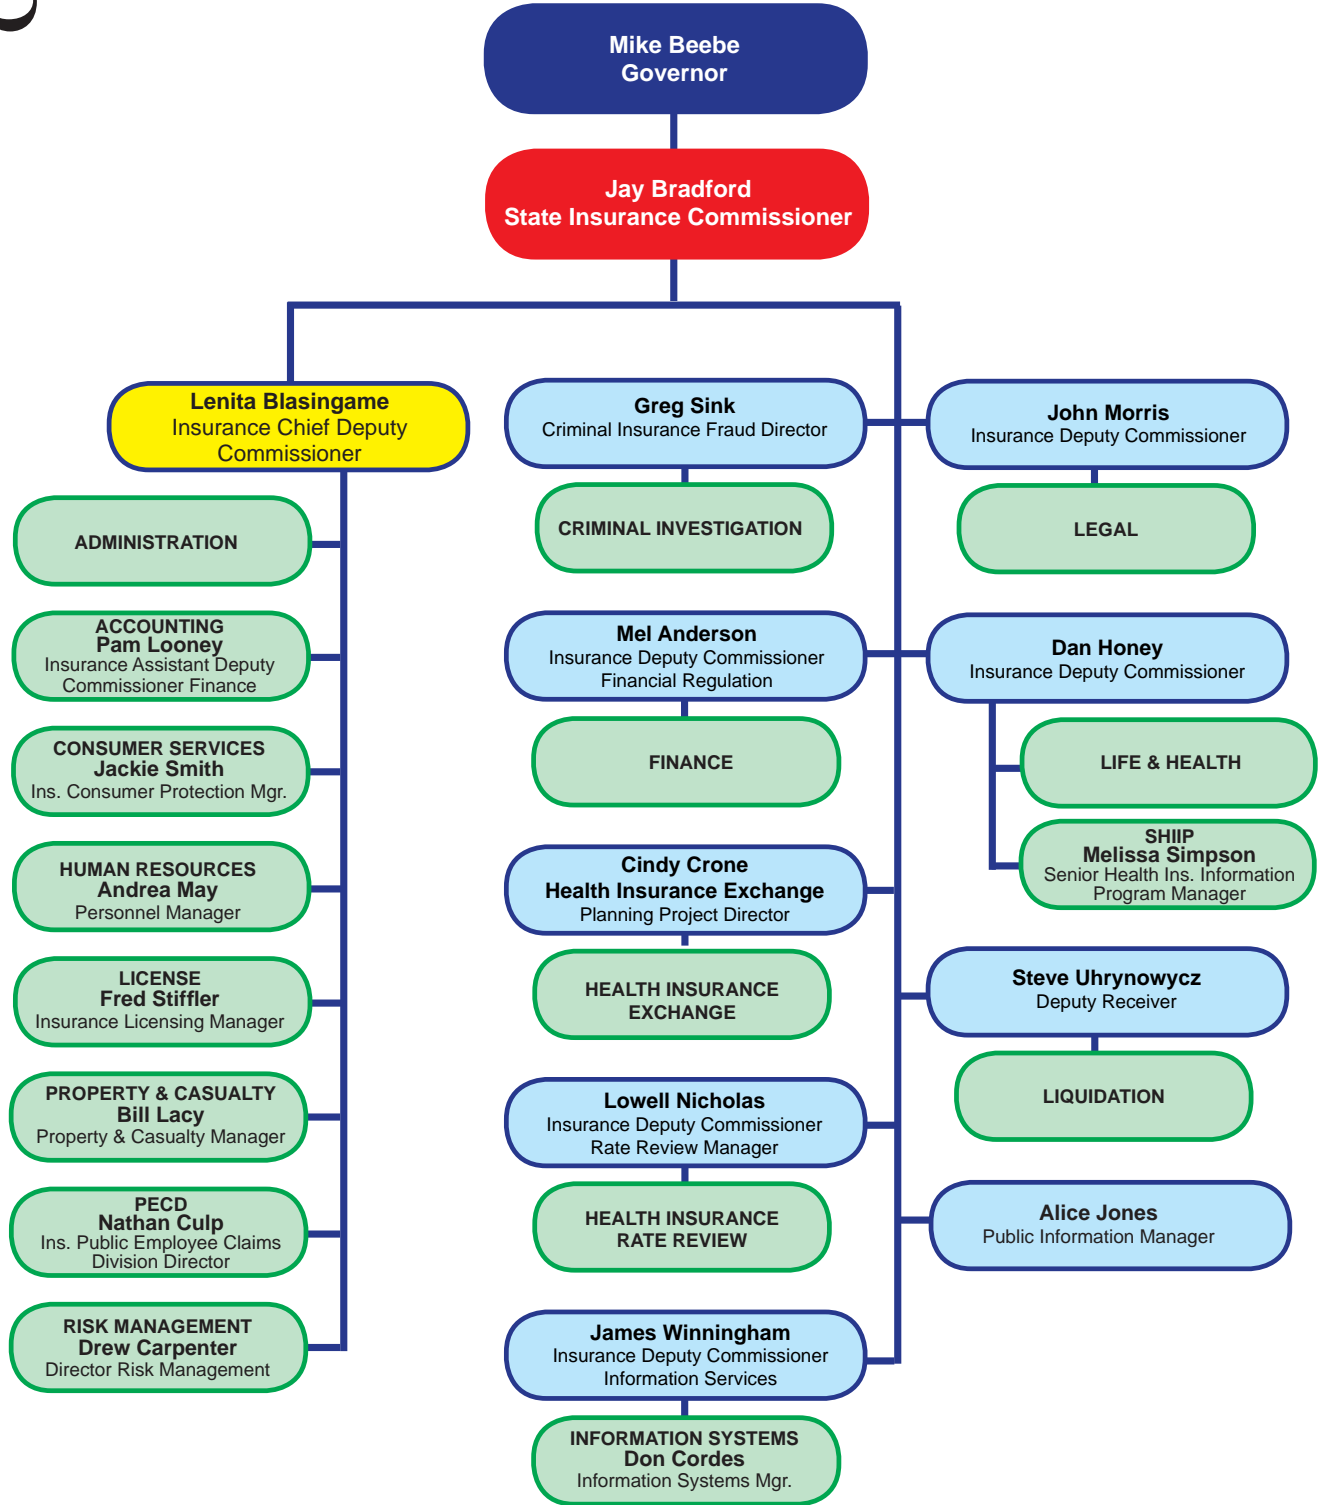 Mike Beebe
Governor
Jay Bradford
State Insurance Commissioner
Lenita Blasingame
Insurance Chief Deputy
Commissioner
ADMINISTRATION
ACCOUNTING
Pam Looney
Insurance Assistant Deputy
Commissioner Finance
CONSUMER SERVICES
Jackie Smith
Ins. Consumer Protection Mgr.
HUMAN RESOURCES
Andrea May
Personnel Manager
LICENSE
Fred Stiffler
Insurance Licensing Manager
PROPERTY & CASUALTY
Bill Lacy
Property & Casualty Manager
PECD
Nathan Culp
Ins. Public Employee Claims
Division Director
RISK MANAGEMENT
Drew Carpenter
Director Risk Management
Greg Sink
Criminal Insurance Fraud Director
CRIMINAL INVESTIGATION
Mel Anderson
Insurance Deputy Commissioner
Financial Regulation
FINANCE
Cindy Crone
Health Insurance Exchange
Planning Project Director
HEALTH INSURANCE
EXCHANGE
Lowell Nicholas
Insurance Deputy Commissioner
Rate Review Manager
HEALTH INSURANCE
RATE REVIEW
James Winningham
Insurance Deputy Commissioner
Information Services
INFORMATION SYSTEMS
Don Cordes
Information Systems Mgr.
John Morris
Insurance Deputy Commissioner
LEGAL
Dan Honey
Insurance Deputy Commissioner
LIFE & HEALTH
SHIIP
Melissa Simpson
Senior Health Ins. Information
Program Manager
Steve Uhrynowycz
Deputy Receiver
LIQUIDATION
Alice Jones
Public Information Manager